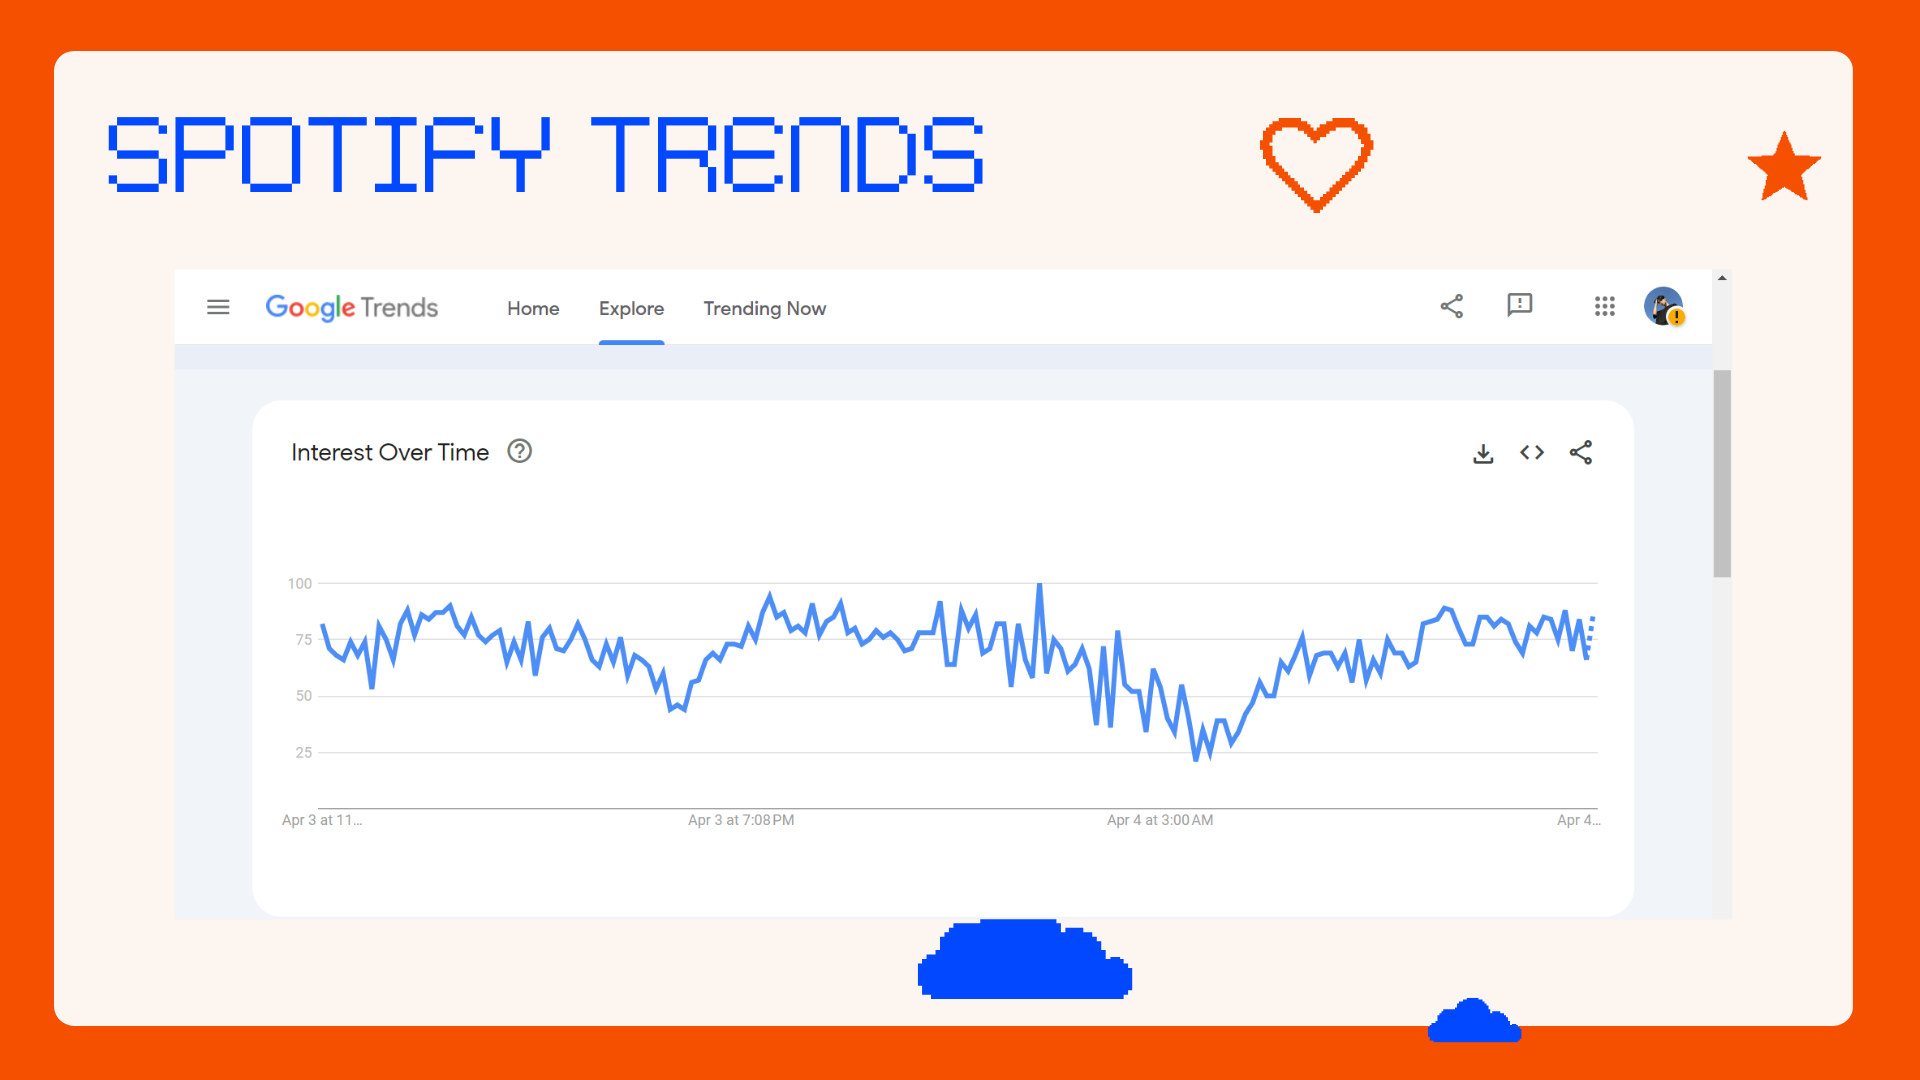 SPOTIFY TRENDS
Google Trends
Home Explore Trending Now
Interest Over Time
100
75
50
25
Apr 3 at 11... Apr 3 at 7:08 PM Apr 4 at 3:00 AM Apr 4...